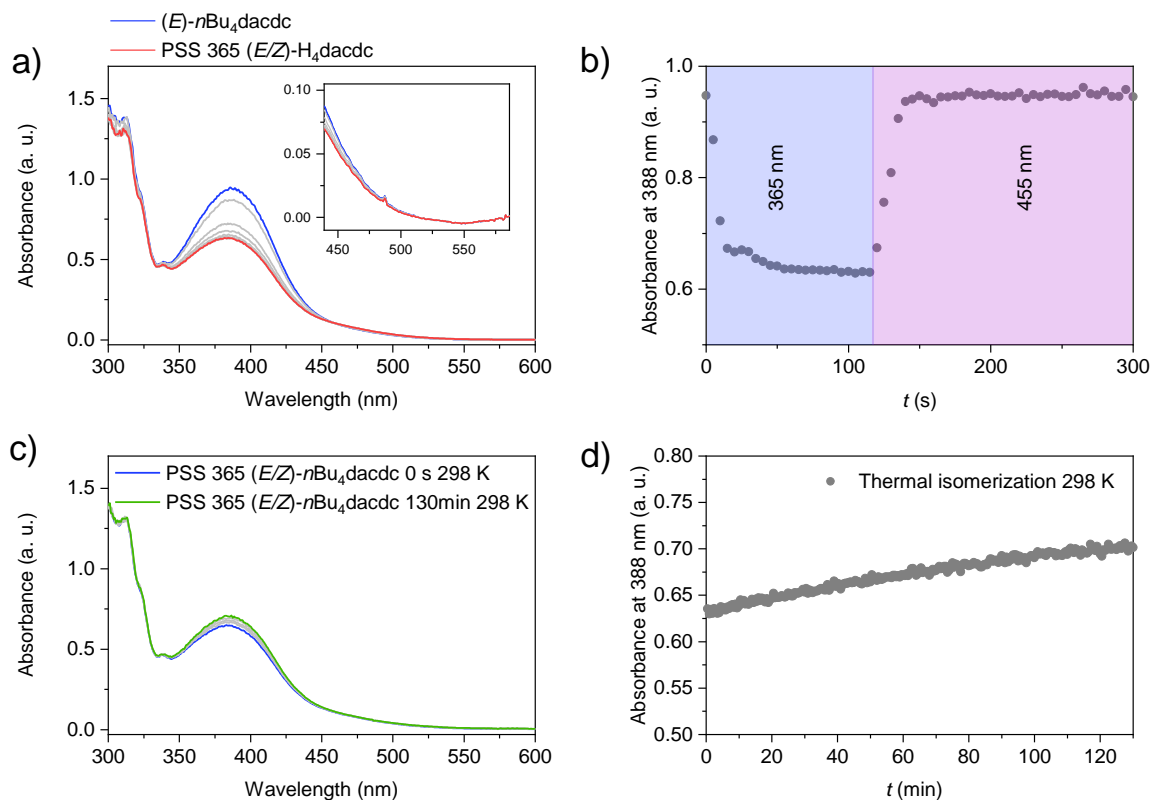 (E)-nBu₄dacdc
PSS 365 (E/Z)-H₄dacdc
a)
1.5
1.0
0.5
0.0
Absorbance (a. u.)
300 350 400 450 500 550 600
Wavelength (nm)
0.10
0.05
0.00
450 500 550
b)
1.0
0.8
0.6
Absorbance at 388 nm (a. u.)
365 nm
455 nm
0 100 200 300
t (s)
c)
PSS 365 (E/Z)-nBu₄dacdc 0 s 298 K
PSS 365 (E/Z)-nBu₄dacdc 130min 298 K
1.5
1.0
0.5
0.0
Absorbance (a. u.)
300 350 400 450 500 550 600
Wavelength (nm)
d)
Thermal isomerization 298 K
0.80
0.75
0.70
0.65
0.60
0.55
0.50
Absorbance at 388 nm (a. u.)
0 20 40 60 80 100 120
t (min)